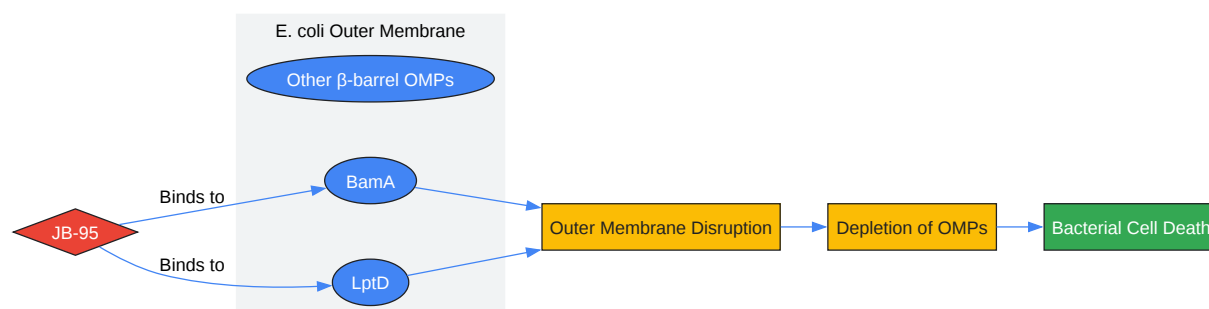 E. coli Outer Membrane
Other β-barrel OMPs
BamA
Binds to
JB-95
Outer Membrane Disruption
Depletion of OMPs
Bacterial Cell Death
Binds to
LptD